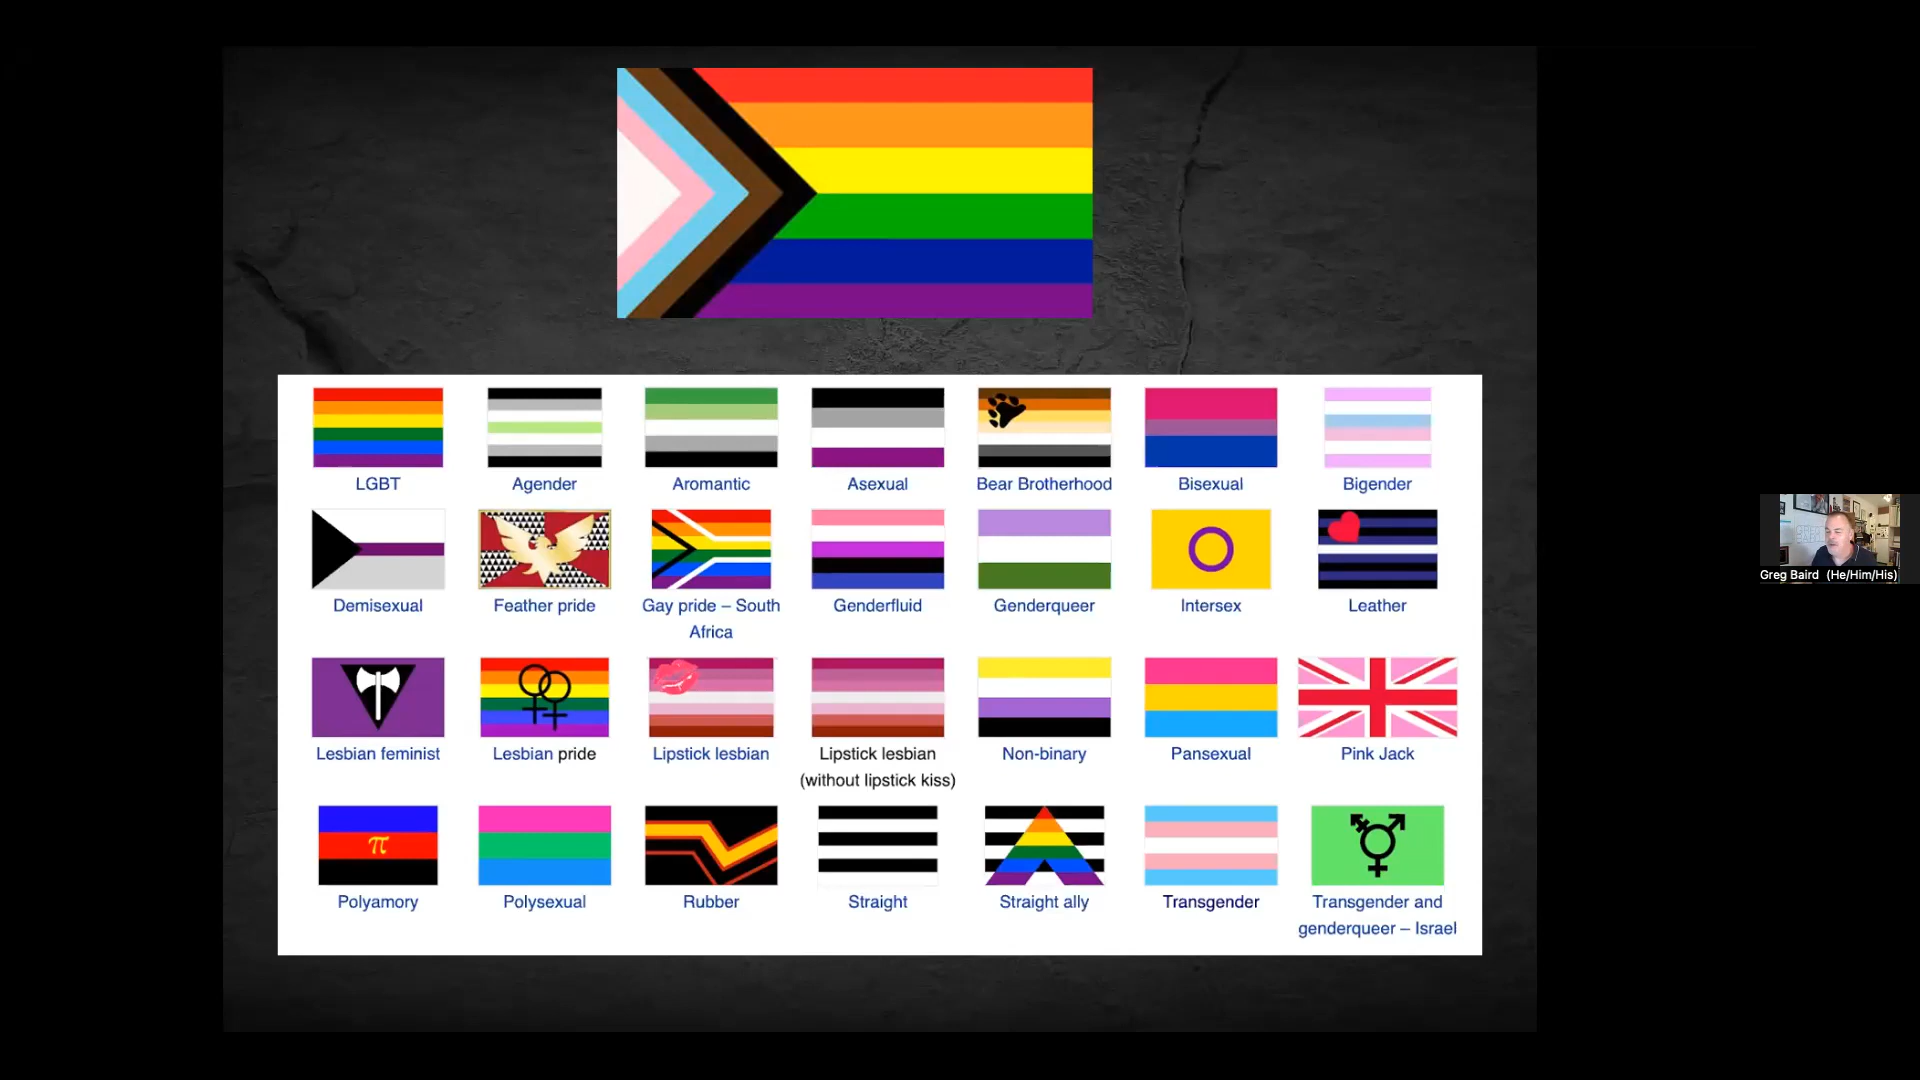 LGBT
Agender
Aromantic
Asexual
Bear Brotherhood
Bisexual
Bigender
Demisexual
Feather pride
Gay pride – South
Africa
Genderfluid
Genderqueer
Intersex
Leather
Lesbian feminist
Lesbian pride
Lipstick lesbian
Lipstick lesbian
(without lipstick kiss)
Non-binary
Pansexual
Pink Jack
π
Polyamory
Polysexual
Rubber
Straight
Straight ally
Transgender
Transgender and
genderqueer – Israel
Greg Baird (He/Him/His)